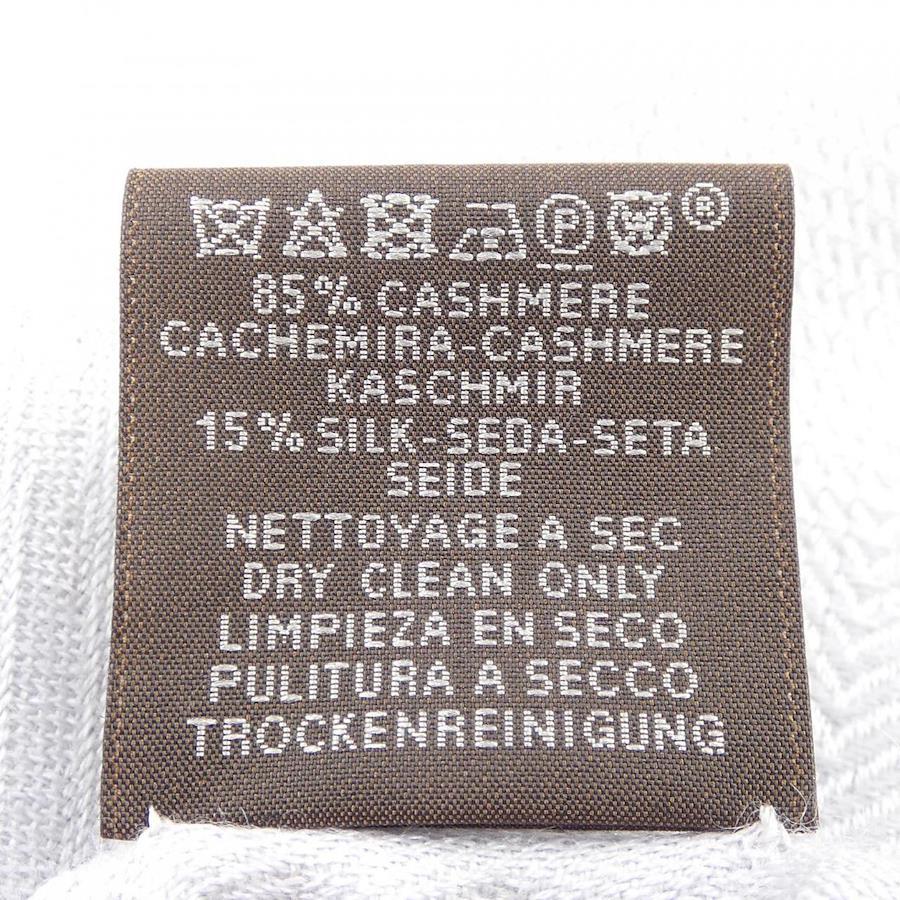 P ®
85% CASHMERE
CACHEMIRA-CASHMERE
KASCHMIR
15% SILK-SEDA-SETA
SEIDE
NETTOYAGE A SEC
DRY CLEAN ONLY
LIMPIEZA EN SECO
PULITURA A SECCO
TROCKENREINIGUNG